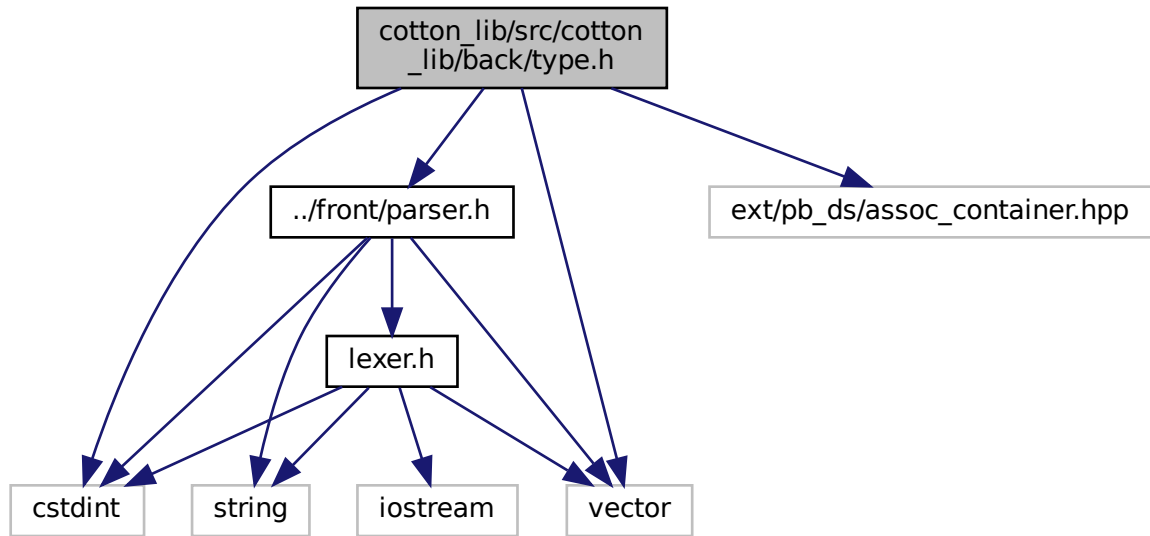 cotton_lib/src/cotton
_lib/back/type.h
../front/parser.h
ext/pb_ds/assoc_container.hpp
lexer.h
cstdint
string
iostream
vector